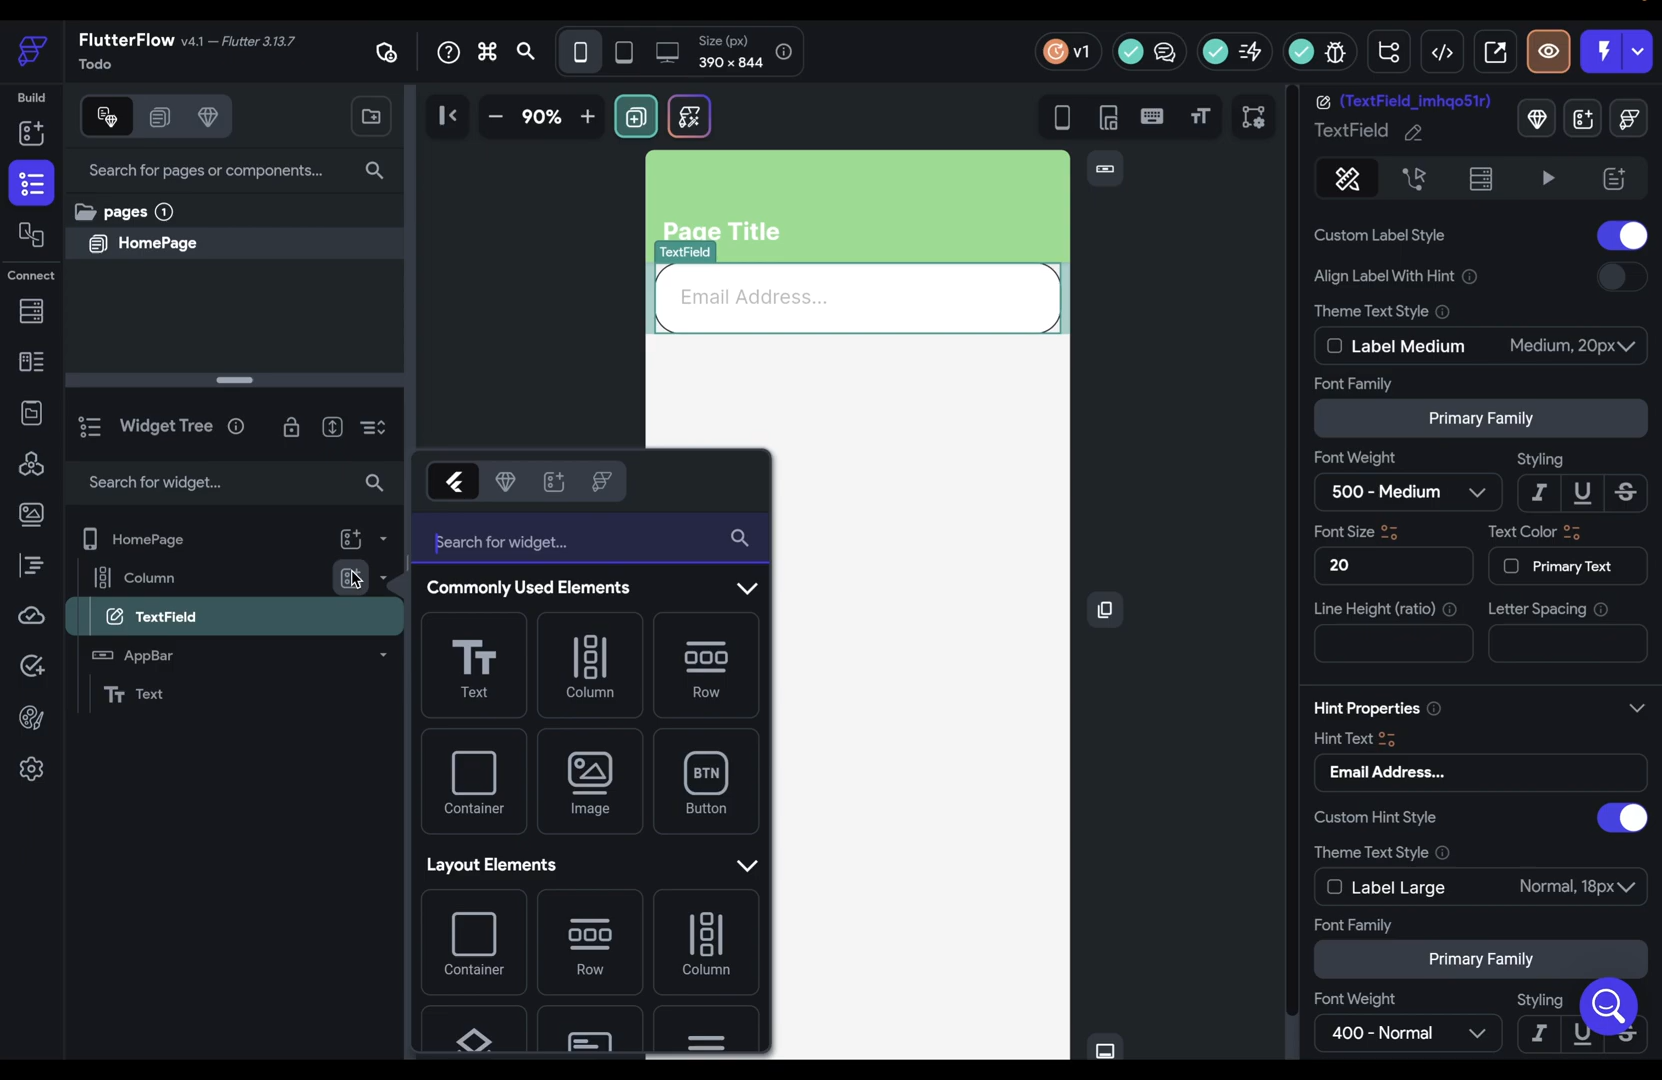 FlutterFlow v4.1 — Flutter 3.13.7
Todo
Size (px)
390 × 844
v1
Build
Connect
Search for pages or components...
pages 1
HomePage
Widget Tree
Search for widget...
HomePage
Column
TextField
AppBar
Text
90%
Page Title
TextField
Email Address...
Search for widget...
Commonly Used Elements
Text
Column
Row
Container
Image
BTN
Button
Layout Elements
Container
Row
Column
(TextField_imhqo51r)
TextField
Custom Label Style
Align Label With Hint
Theme Text Style
Label Medium
Medium, 20px
Font Family
Primary Family
Font Weight
Styling
500 - Medium
Font Size
Text Color
20
Primary Text
Line Height (ratio)
Letter Spacing
Hint Properties
Hint Text
Email Address...
Custom Hint Style
Theme Text Style
Label Large
Normal, 18px
Font Family
Primary Family
Font Weight
Styling
400 - Normal